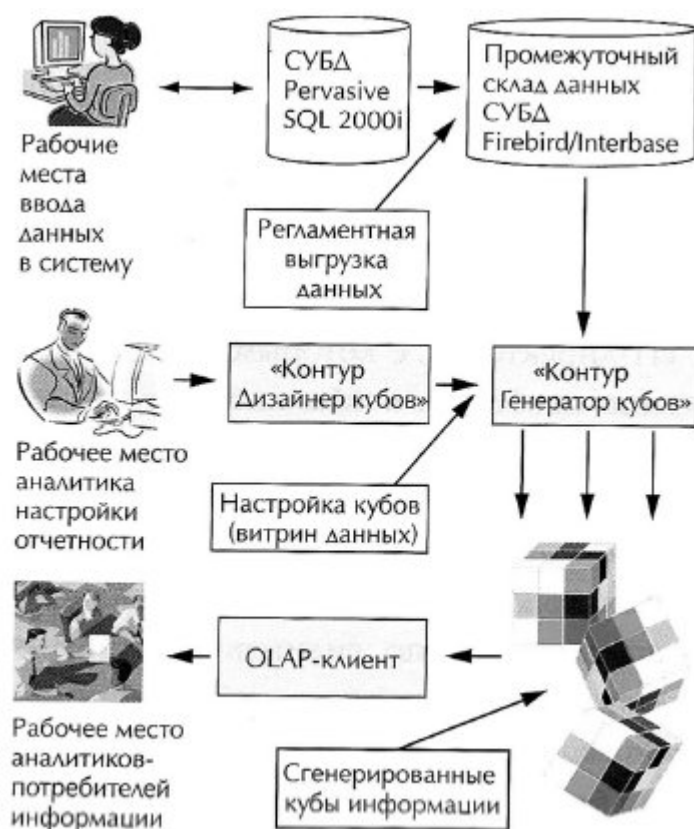 СУБД
Pervasive
SQL 2000i
Промежуточный
склад данных
СУБД
Firebird/Interbase
Рабочие
места
ввода
данных
в систему
Регламентная
выгрузка
данных
«Контур
Дизайнер кубов»
«Контур
Генератор кубов»
Рабочее место
аналитика
настройки
отчетности
Настройка кубов
(витрин данных)
OLAP-клиент
Рабочее место
аналитиков-
потребителей
информации
Сгенерированные
кубы информации